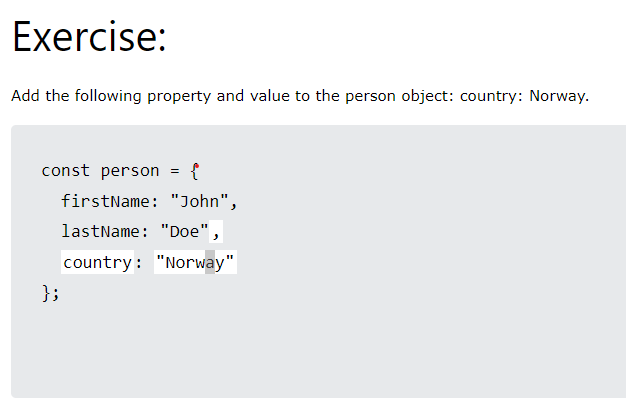 Exercise:
Add the following property and value to the person object: country: Norway.
const person = {
firstName: "John",
lastName: "Doe",
country: "Norway"
};